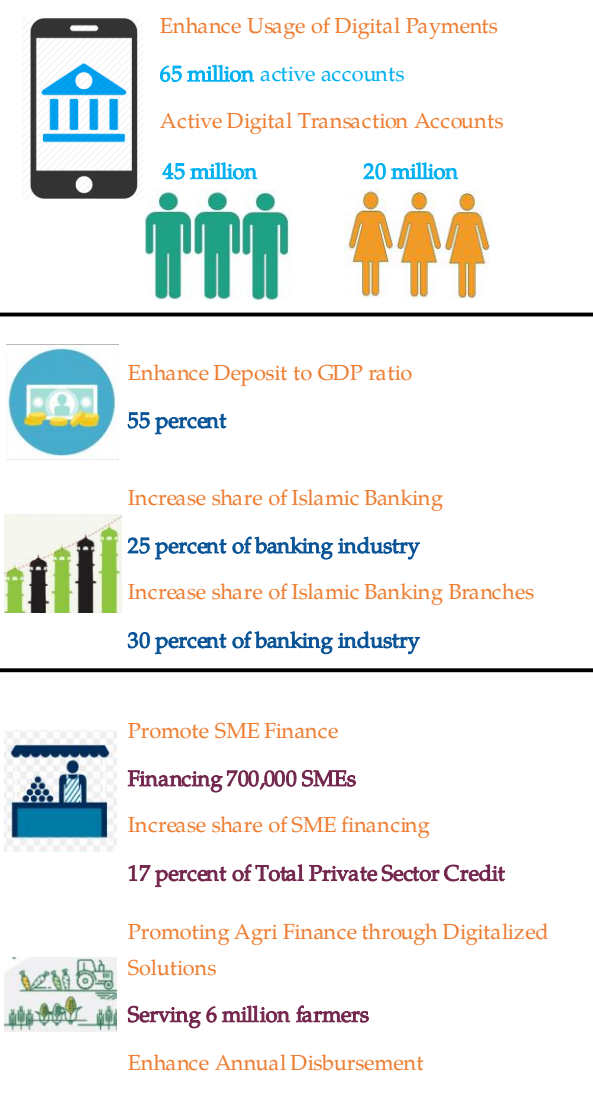 Enhance Usage of Digital Payments
65 million active accounts
Active Digital Transaction Accounts
45 million 20 million
Enhance Deposit to GDP ratio
55 percent
Increase share of Islamic Banking
25 percent of banking industry
Increase share of Islamic Banking Branches
30 percent of banking industry
Promote SME Finance
Financing 700,000 SMEs
Increase share of SME financing
17 percent of Total Private Sector Credit
Promoting Agri Finance through Digitalized
Solutions
Serving 6 million farmers
Enhance Annual Disbursement